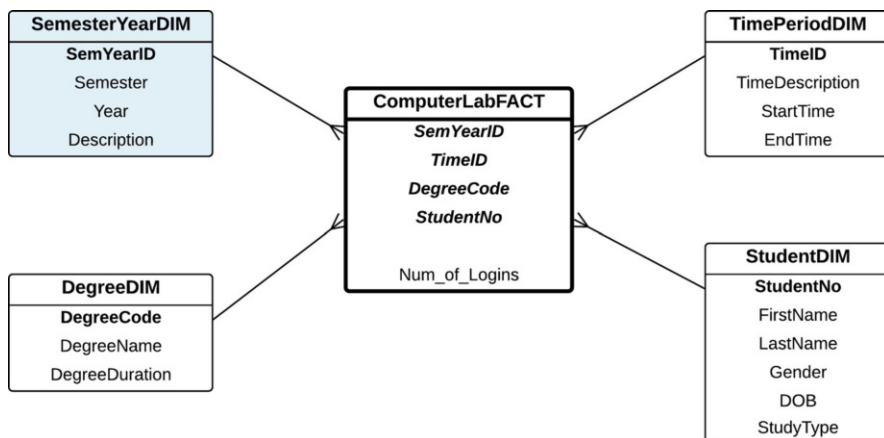 SemesterYearDIM
SemYearID
Semester
Year
Description
TimePeriodDIM
TimeID
TimeDescription
StartTime
EndTime
ComputerLabFACT
SemYearID
TimeID
DegreeCode
StudentNo
Num_of_Logins
DegreeDIM
DegreeCode
DegreeName
DegreeDuration
StudentDIM
StudentNo
FirstName
LastName
Gender
DOB
StudyType